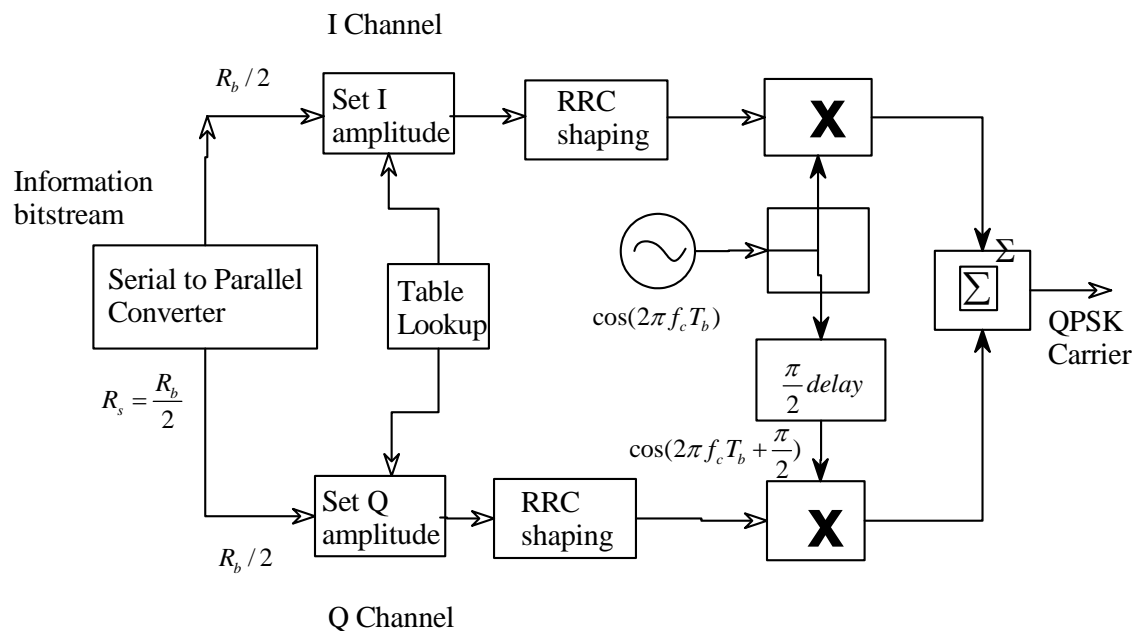 I Channel
R_b / 2
Set I
amplitude
RRC
shaping
X
Information
bitstream
Serial to Parallel
Converter
Table
Lookup
cos(2π f_c T_b)
Σ
Σ
QPSK
Carrier
R_s = R_b / 2
π/2 delay
cos(2π f_c T_b + π/2)
Set Q
amplitude
RRC
shaping
X
R_b / 2
Q Channel